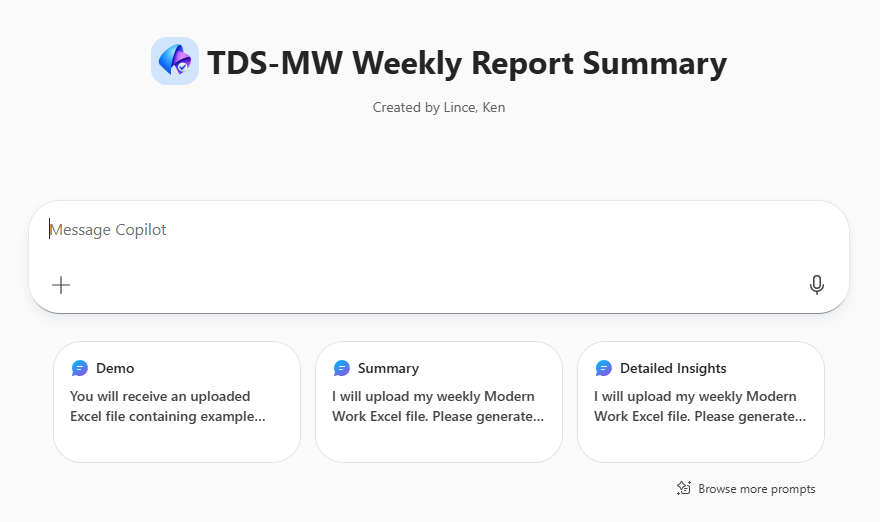 TDS-MW Weekly Report Summary
Created by Lince, Ken
Message Copilot
Demo
You will receive an uploaded
Excel file containing example...
Summary
I will upload my weekly Modern
Work Excel file. Please generate...
Detailed Insights
I will upload my weekly Modern
Work Excel file. Please generate...
Browse more prompts